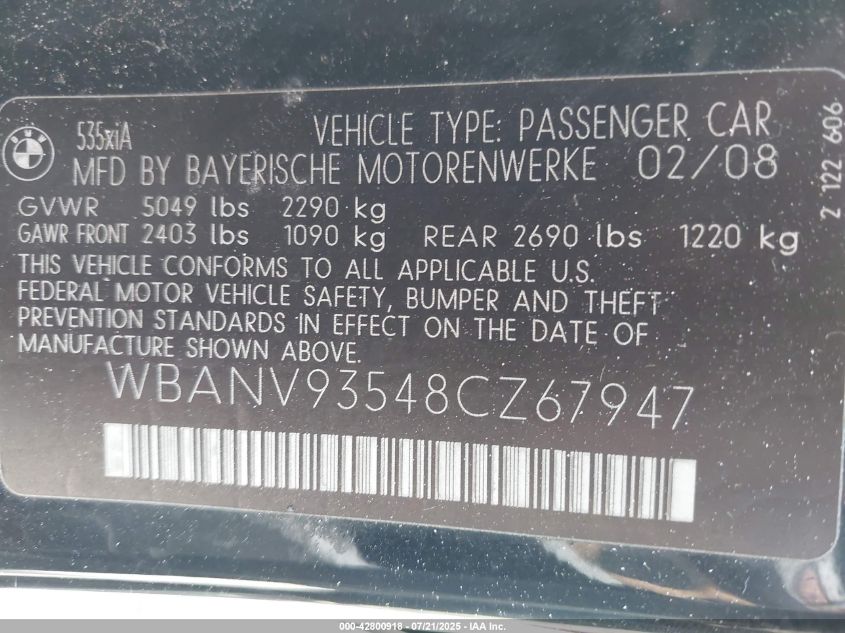 535xiA VEHICLE TYPE: PASSENGER CAR
MFD BY BAYERISCHE MOTORENWERKE 02/08
GVWR 5049 lbs 2290 kg
GAWR FRONT 2403 lbs 1090 kg REAR 2690 lbs 1220 kg
THIS VEHICLE CONFORMS TO ALL APPLICABLE U.S.
FEDERAL MOTOR VEHICLE SAFETY, BUMPER AND THEFT
PREVENTION STANDARDS IN EFFECT ON THE DATE OF
MANUFACTURE SHOWN ABOVE.
WBANV93548CZ67947
2 122 606
000-42800918 - 07/21/2025 - IAAI.COM